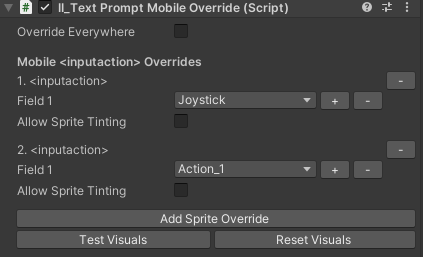 Il_Text Prompt Mobile Override (Script)
Override Everywhere
Mobile <inputaction> Overrides
1. <inputaction> -
Field 1 Joystick + -
Allow Sprite Tinting
2. <inputaction> -
Field 1 Action_1 + -
Allow Sprite Tinting
Add Sprite Override
Test Visuals Reset Visuals